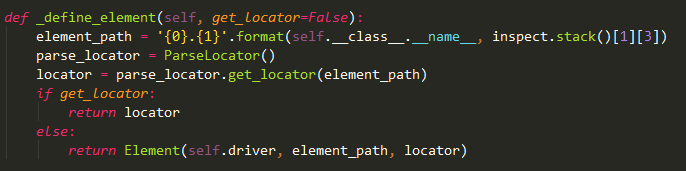 def _define_element(self, get_locator=False):
    element_path = '{0}.{1}'.format(self.__class__.__name__, inspect.stack()[1][3])
    parse_locator = ParseLocator()
    locator = parse_locator.get_locator(element_path)
    if get_locator:
        return locator
    else:
        return Element(self.driver, element_path, locator)